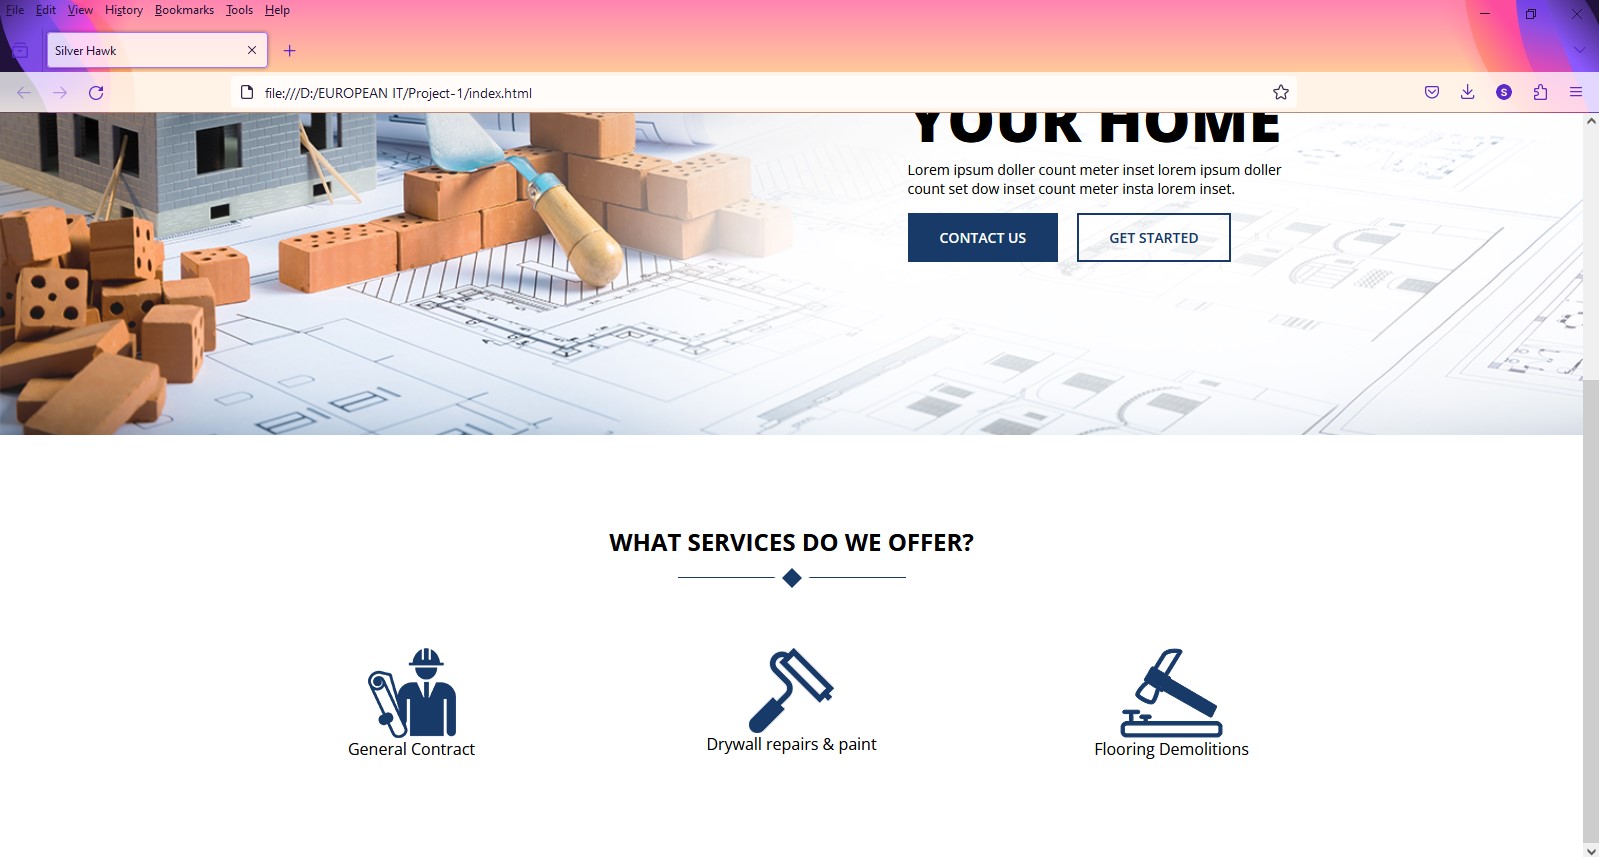 File Edit View History Bookmarks Tools Help
Silver Hawk
file:///D:/EUROPEAN IT/Project-1/index.html
S
YOUR HOME
Lorem ipsum doller count meter inset lorem ipsum doller
count set dow inset count meter insta lorem inset.
CONTACT US GET STARTED
WHAT SERVICES DO WE OFFER?
General Contract Drywall repairs & paint Flooring Demolitions